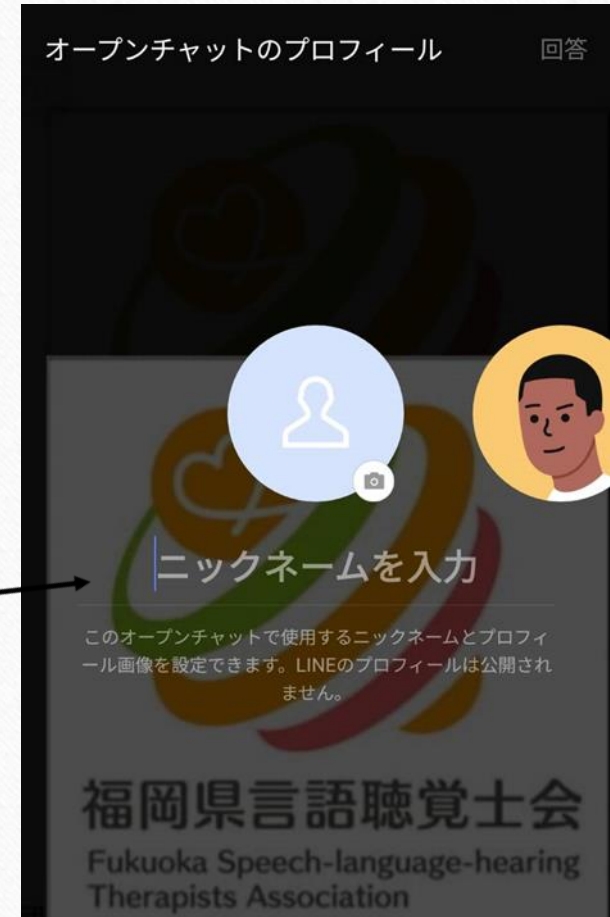 オープンチャットのプロフィール 回答
ニックネームを入力
このオープンチャットで使用するニックネームとプロフィ
ール画像を設定できます。LINEのプロフィールは公開され
ません。
福岡県言語聴覚士会
Fukuoka Speech-language-hearing
Therapists Association